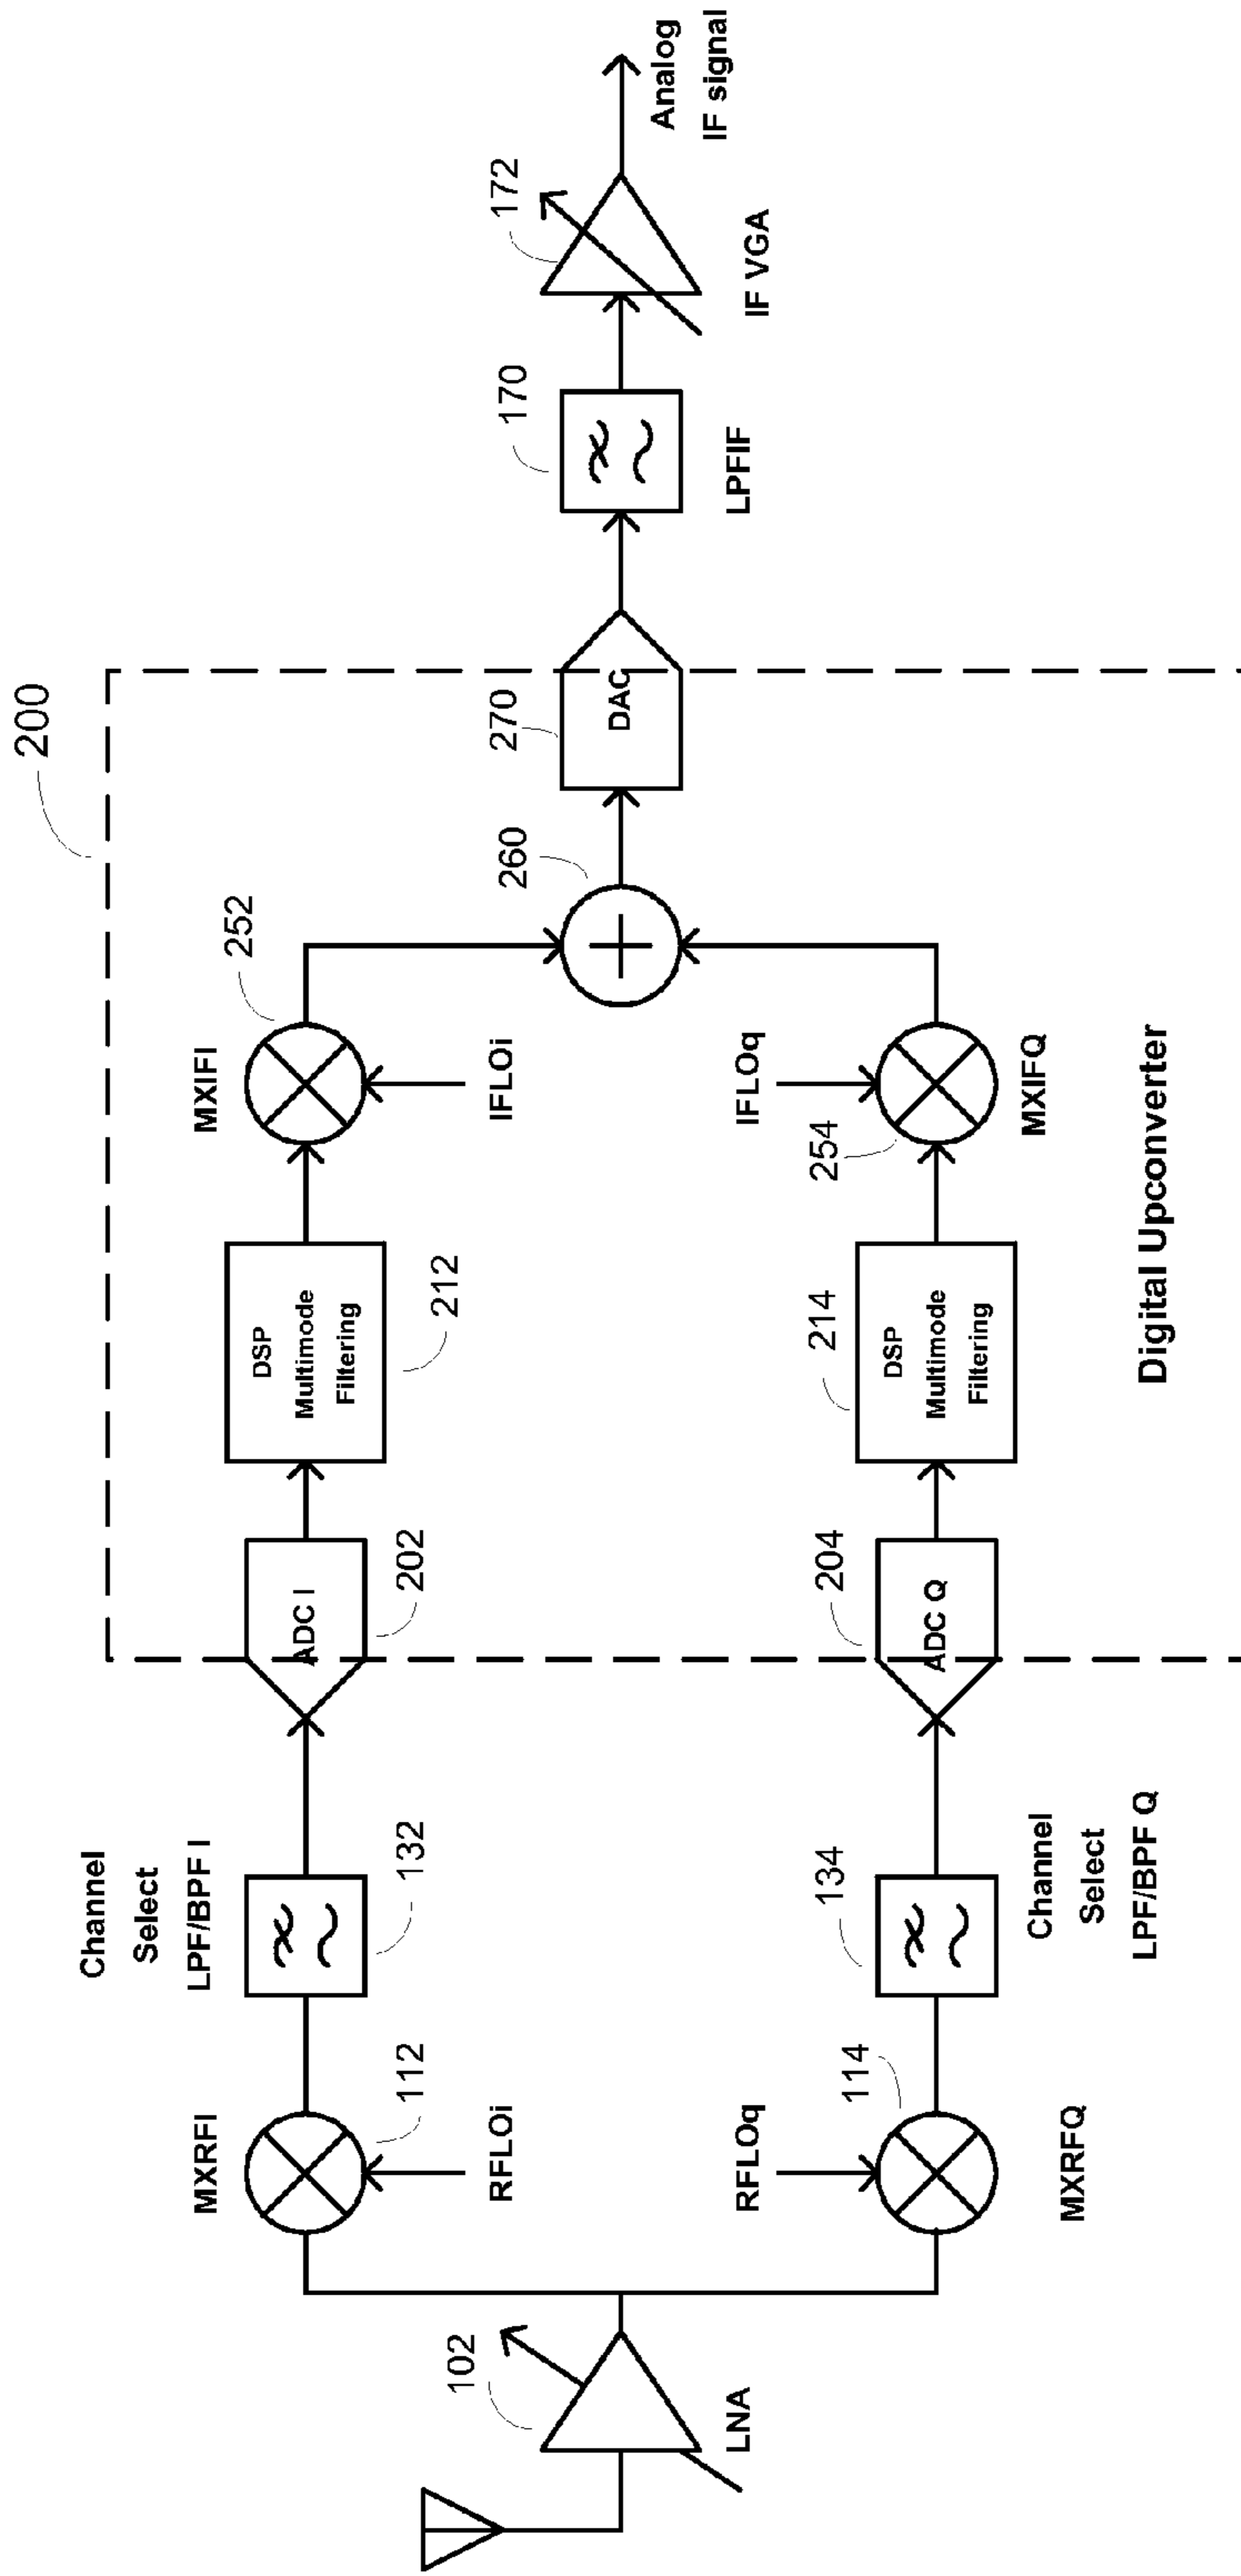 200
Channel
Select
LPF/BPF I
MXRFI
112
RFLOi
132
ADC I
202
DSP
Multimode
Filtering
212
MXIFI
252
IFLOi
102
LNA
260
270
DAC
170
LPFIF
172
IF VGA
Analog
IF signal
RFLOq
114
MXRFQ
134
Channel
Select
LPF/BPF Q
204
ADC Q
214
DSP
Multimode
Filtering
IFLOq
254
MXIFQ
Digital Upconverter